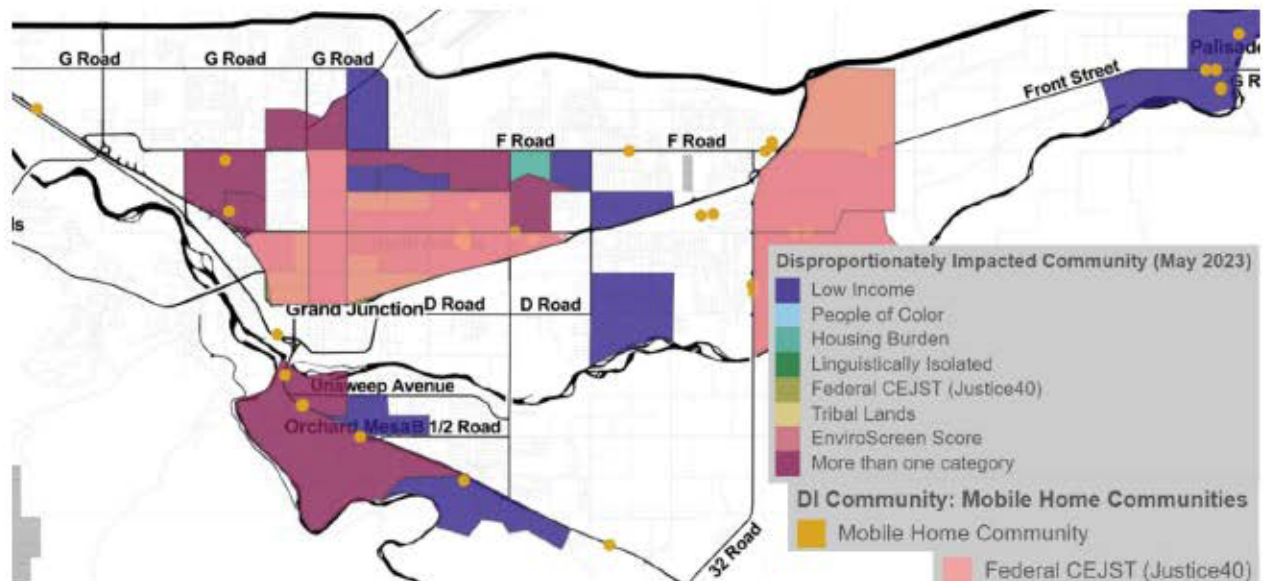 G Road
G Road
G Road
Palisade
G R
Front Street
F Road
F Road
ls
Grand Junction
D Road
D Road
Unaweep Avenue
Orchard Mesa
B 1/2 Road
32 Road
Disproportionately Impacted Community (May 2023)
Low Income
People of Color
Housing Burden
Linguistically Isolated
Federal CEJST (Justice40)
Tribal Lands
EnviroScreen Score
More than one category
DI Community: Mobile Home Communities
Mobile Home Community
Federal CEJST (Justice40)